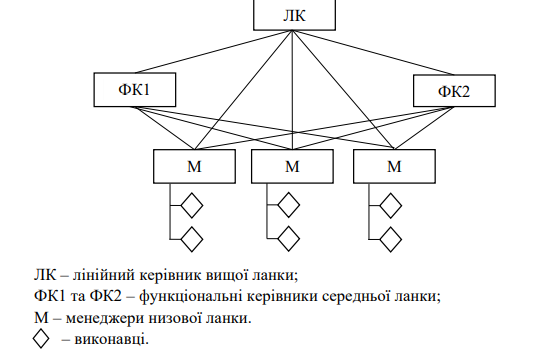 ЛК
ФК1
ФК2
М
М
М
ЛК – лінійний керівник вищої ланки;
ФК1 та ФК2 – функціональні керівники середньої ланки;
М – менеджери низової ланки.
– виконавці.